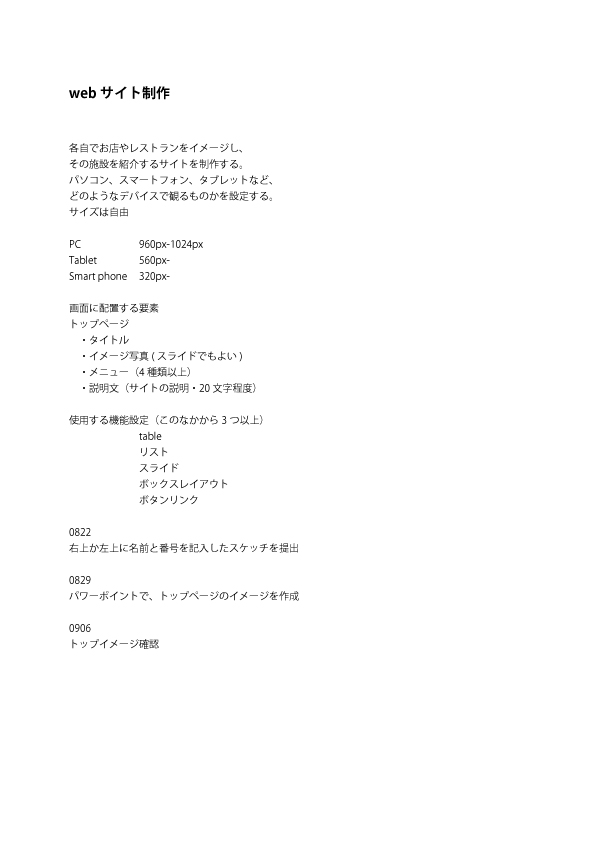 web サイト制作
各自でお店やレストランをイメージし、
その施設を紹介するサイトを制作する。
パソコン、スマートフォン、タブレットなど、
どのようなデバイスで観るものかを設定する。
サイズは自由
PC 960px-1024px
Tablet 560px-
Smart phone 320px-
画面に配置する要素
トップページ
・タイトル
・イメージ写真 ( スライドでもよい )
・メニュー（4 種類以上）
・説明文（サイトの説明・20 文字程度）
使用する機能設定（このなかから 3 つ以上）
table
リスト
スライド
ボックスレイアウト
ボタンリンク
0822
右上か左上に名前と番号を記入したスケッチを提出
0829
パワーポイントで、トップページのイメージを作成
0906
トップイメージ確認